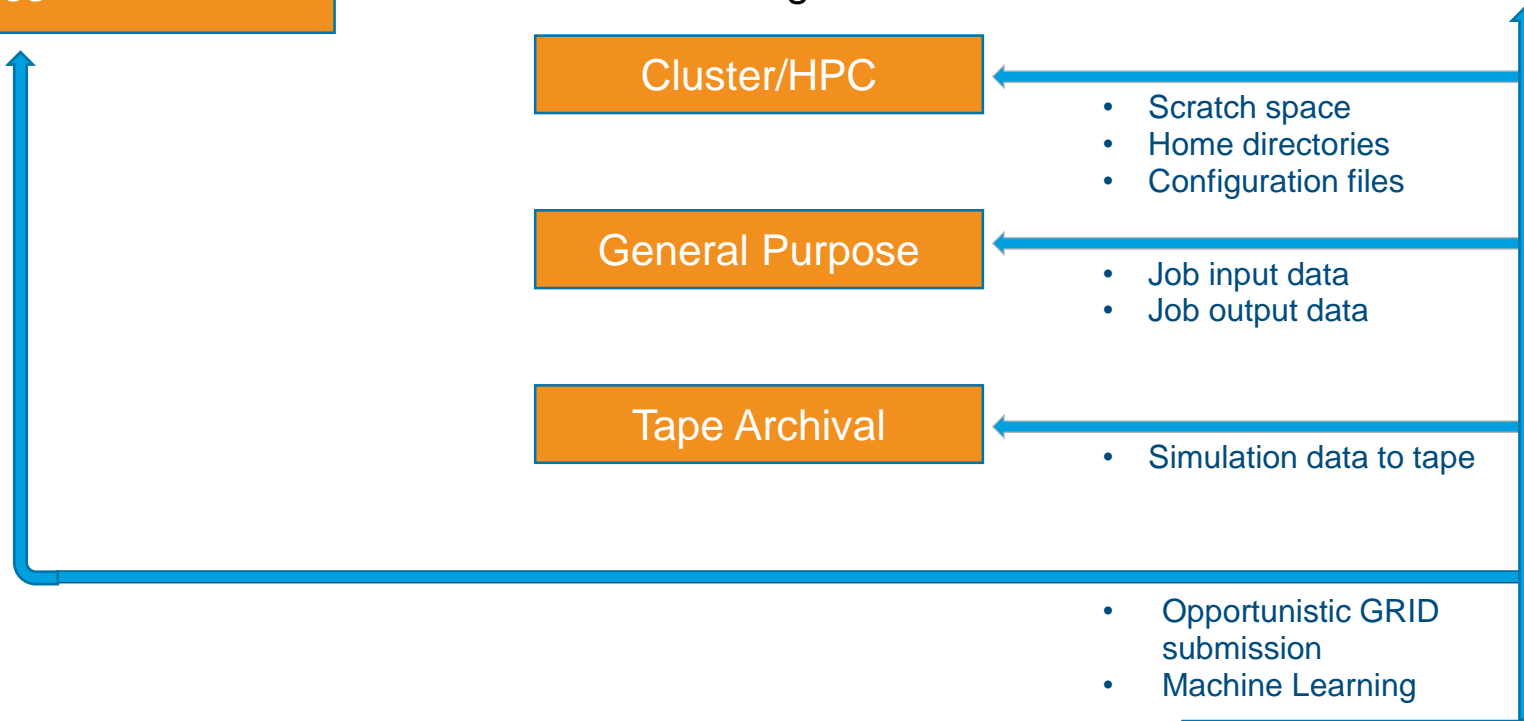 Cluster/HPC
• Scratch space
• Home directories
• Configuration files
General Purpose
• Job input data
• Job output data
Tape Archival
• Simulation data to tape
• Opportunistic GRID
submission
• Machine Learning